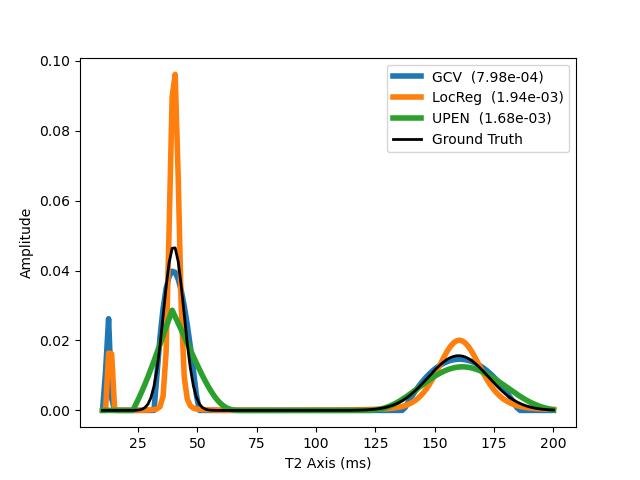 0.10
0.08
0.06
0.04
0.02
0.00
Amplitude
GCV (7.98e-04)
LocReg (1.94e-03)
UPEN (1.68e-03)
Ground Truth
25 50 75 100 125 150 175 200
T2 Axis (ms)